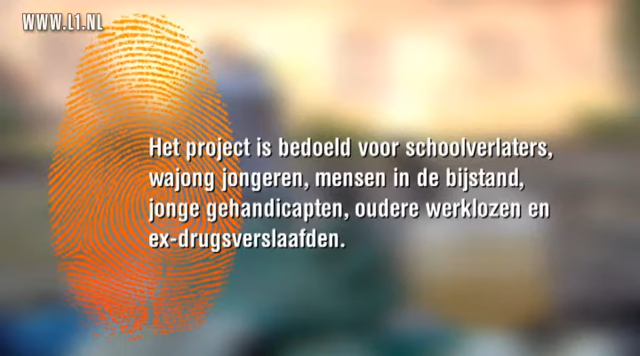 WWW.L1.NL
Het project is bedoeld voor schoolverlaters,
wajong jongeren, mensen in de bijstand,
jonge gehandicapten, oudere werklozen en
ex-drugsverslaafden.